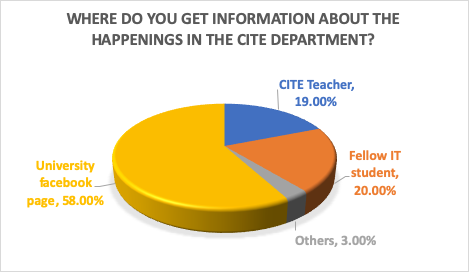 WHERE DO YOU GET INFORMATION ABOUT THE
HAPPENINGS IN THE CITE DEPARTMENT?
CITE Teacher,
19.00%
Fellow IT
student,
20.00%
Others, 3.00%
University
facebook
page, 58.00%